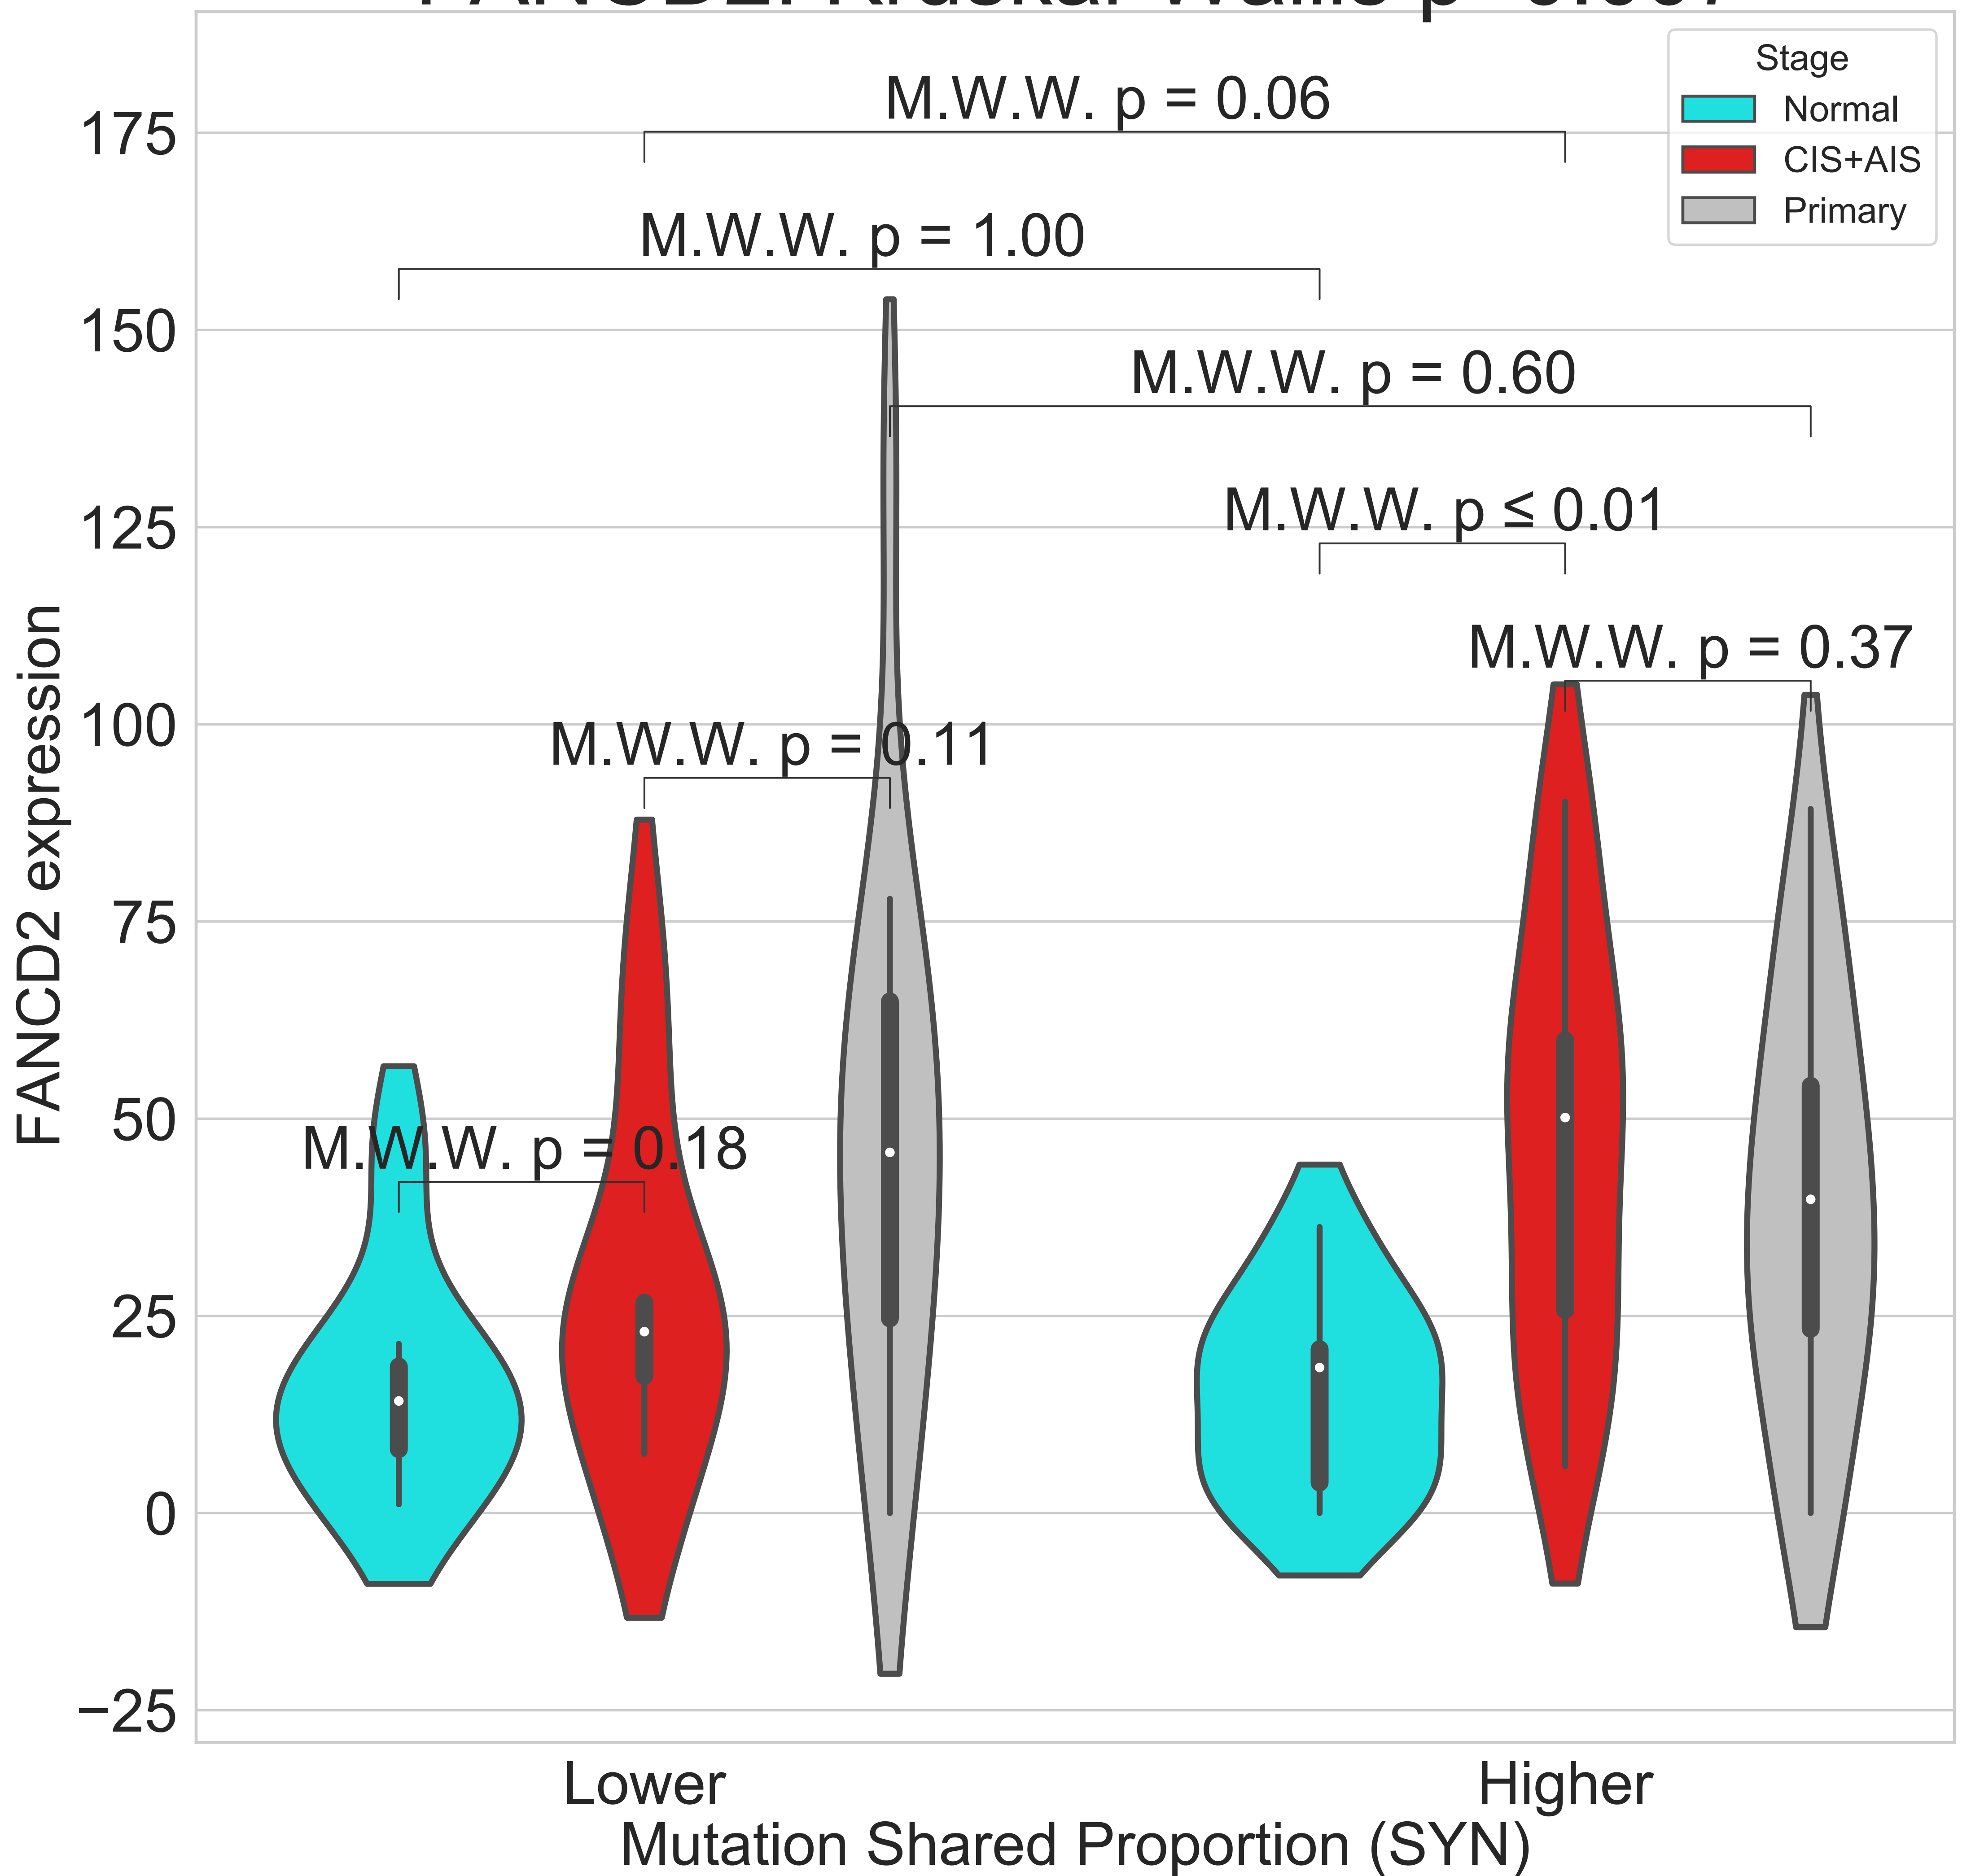 Stage
Normal
CIS+AIS
Primary
M.W.W. p = 0.06
M.W.W. p = 1.00
M.W.W. p = 0.60
M.W.W. p ≤ 0.01
M.W.W. p = 0.37
M.W.W. p = 0.11
M.W.W. p = 0.18
175
150
125
100
75
50
25
0
−25
FANCD2 expression
Lower
Higher
Mutation Shared Proportion (SYN)